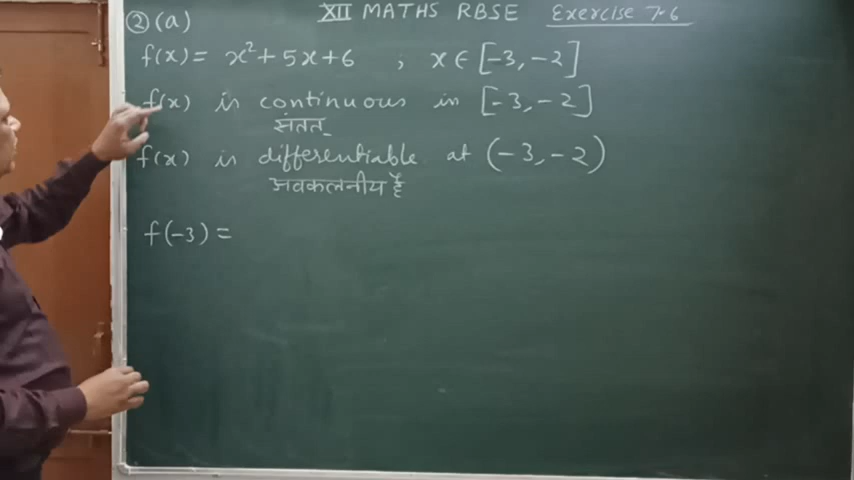 XII MATHS RBSE Exercise 7.6
② (a)
f(x) = x² + 5x + 6 ; x ∈ [-3, -2]
f(x) is continuous in [-3, -2]
सतत
f(x) is differentiable at (-3, -2)
अवकलनीय है
f(-3) =